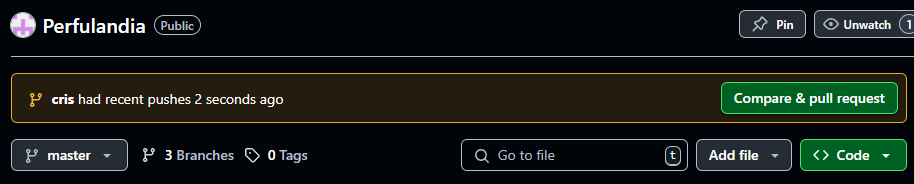 Perfulandia Public Pin Unwatch 1
cris had recent pushes 2 seconds ago Compare & pull request
master 3 Branches 0 Tags Go to file t Add file Code